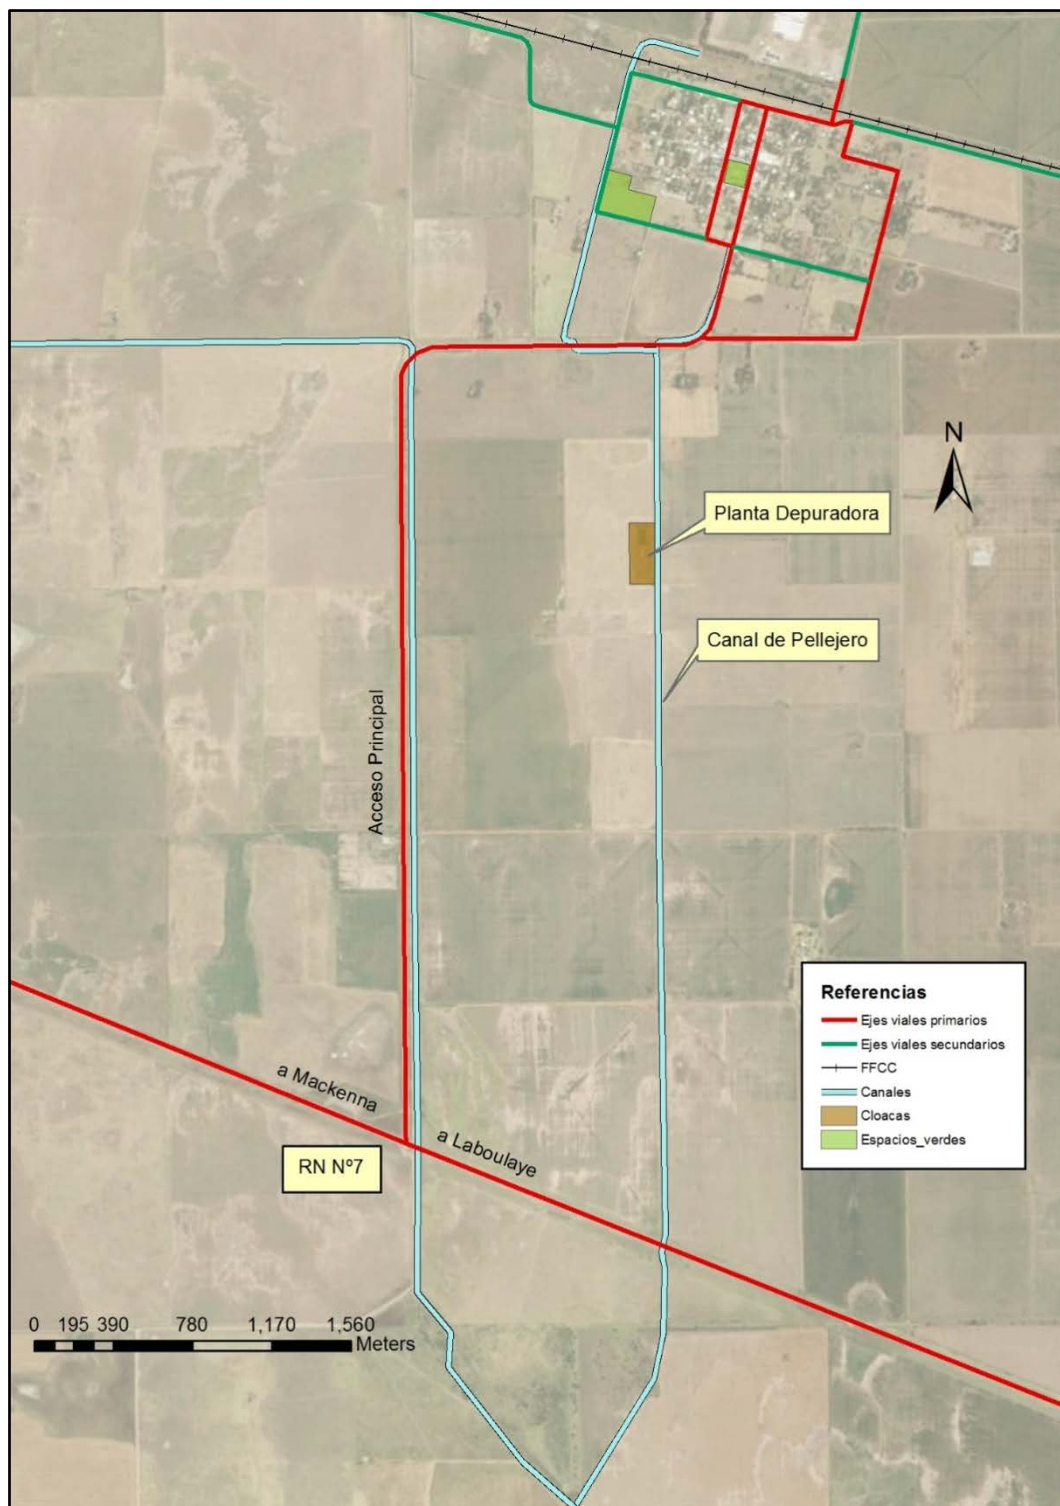 N
Planta Depuradora
Canal de Pellejero
Acceso Principal
Referencias
Ejes viales primarios
Ejes viales secundarios
FFCC
Canales
Cloacas
Espacios_verdes
a Mackenna
a Laboulaye
RN Nº7
0 195 390 780 1,170 1,560
Meters